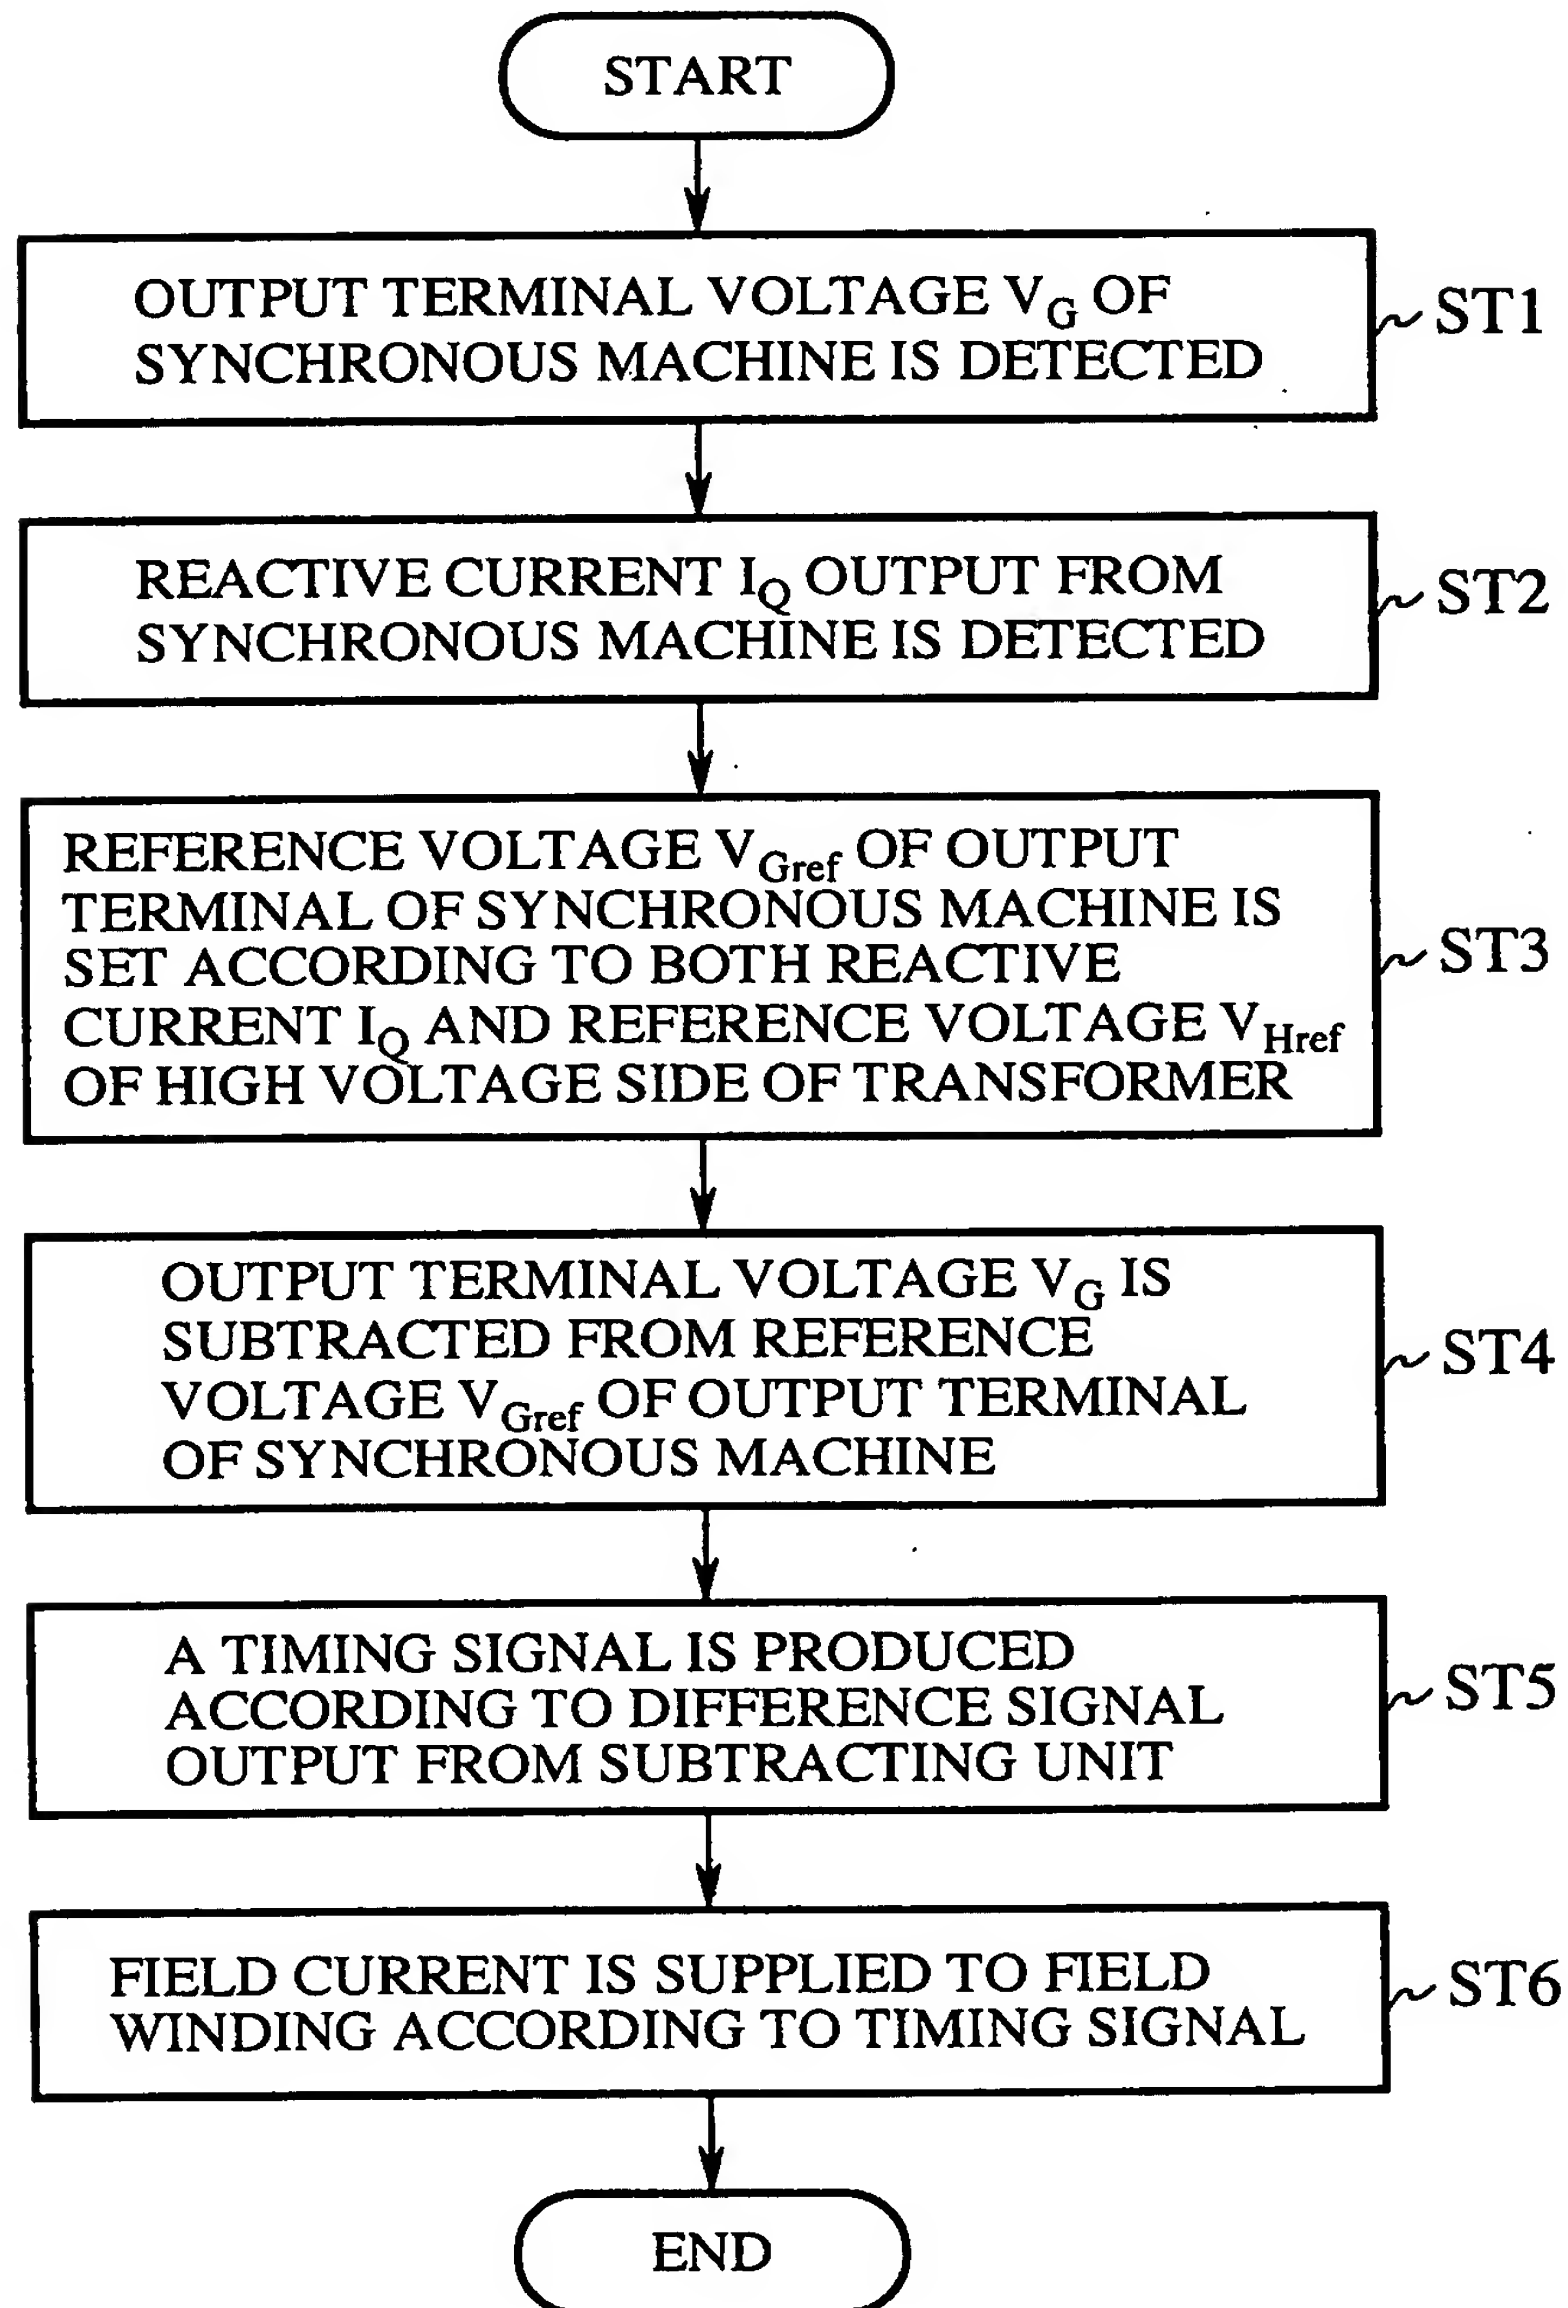 START
OUTPUT TERMINAL VOLTAGE VG OF
SYNCHRONOUS MACHINE IS DETECTED
ST1
REACTIVE CURRENT IQ OUTPUT FROM
SYNCHRONOUS MACHINE IS DETECTED
ST2
REFERENCE VOLTAGE VGref OF OUTPUT
TERMINAL OF SYNCHRONOUS MACHINE IS
SET ACCORDING TO BOTH REACTIVE
CURRENT IQ AND REFERENCE VOLTAGE VHref
OF HIGH VOLTAGE SIDE OF TRANSFORMER
ST3
OUTPUT TERMINAL VOLTAGE VG IS
SUBTRACTED FROM REFERENCE
VOLTAGE VGref OF OUTPUT TERMINAL
OF SYNCHRONOUS MACHINE
ST4
A TIMING SIGNAL IS PRODUCED
ACCORDING TO DIFFERENCE SIGNAL
OUTPUT FROM SUBTRACTING UNIT
ST5
FIELD CURRENT IS SUPPLIED TO FIELD
WINDING ACCORDING TO TIMING SIGNAL
ST6
END